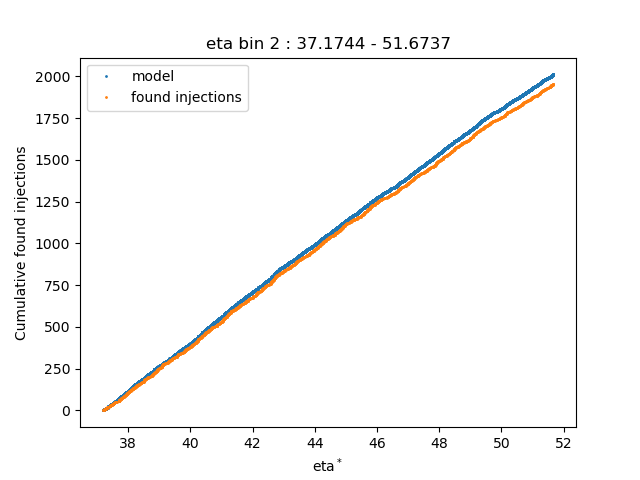 eta bin 2 : 37.1744 - 51.6737
model
found injections
2000
1750
1500
1250
1000
750
500
250
0
Cumulative found injections
38 40 42 44 46 48 50 52
eta*